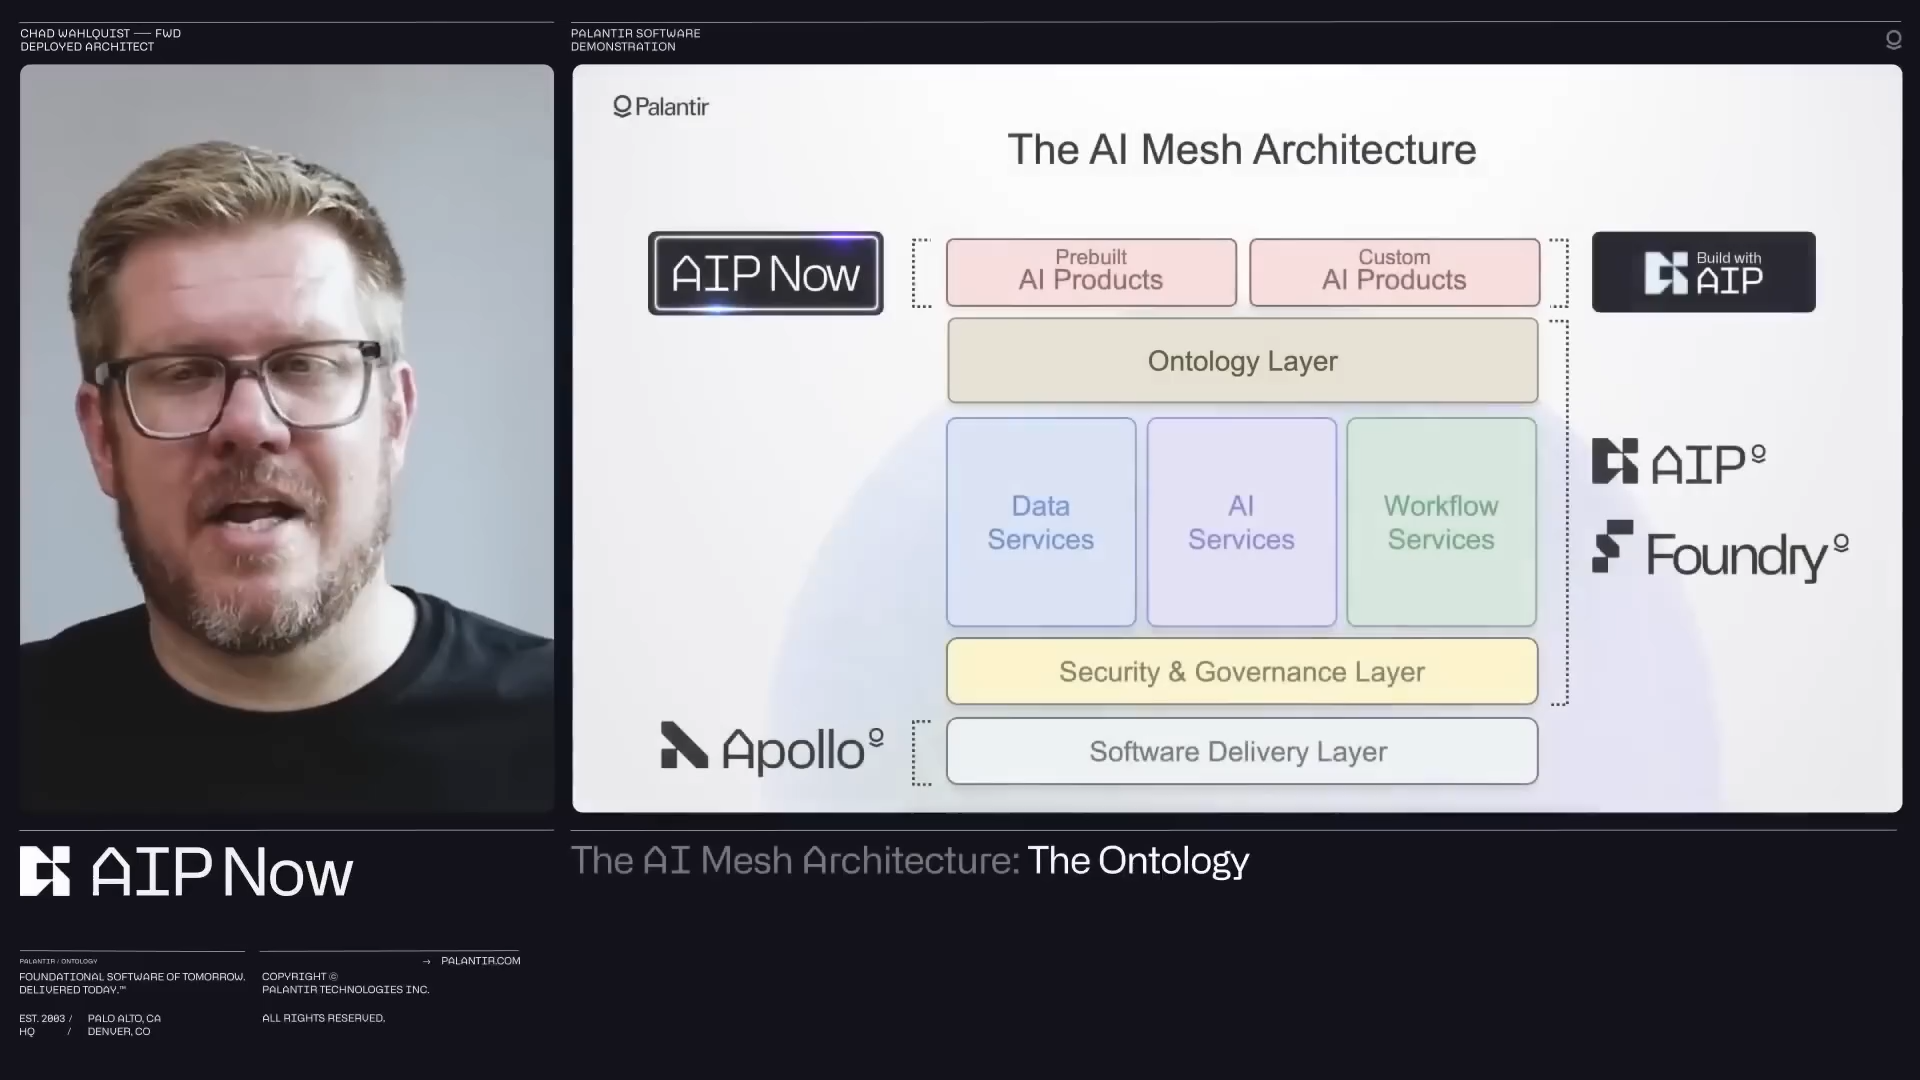 CHAD WAHLQUIST — FWD
DEPLOYED ARCHITECT
PALANTIR SOFTWARE
DEMONSTRATION
Palantir
The AI Mesh Architecture
AIP Now
Prebuilt
AI Products
Custom
AI Products
Build with
AIP
Ontology Layer
Data
Services
AI
Services
Workflow
Services
AIP
Foundry
Security & Governance Layer
Apollo
Software Delivery Layer
AIP Now
The AI Mesh Architecture: The Ontology
PALANTIR / ONTOLOGY
FOUNDATIONAL SOFTWARE OF TOMORROW.
DELIVERED TODAY.™
EST. 2003 / PALO ALTO, CA
HQ / DENVER, CO
→ PALANTIR.COM
COPYRIGHT ©
PALANTIR TECHNOLOGIES INC.
ALL RIGHTS RESERVED.